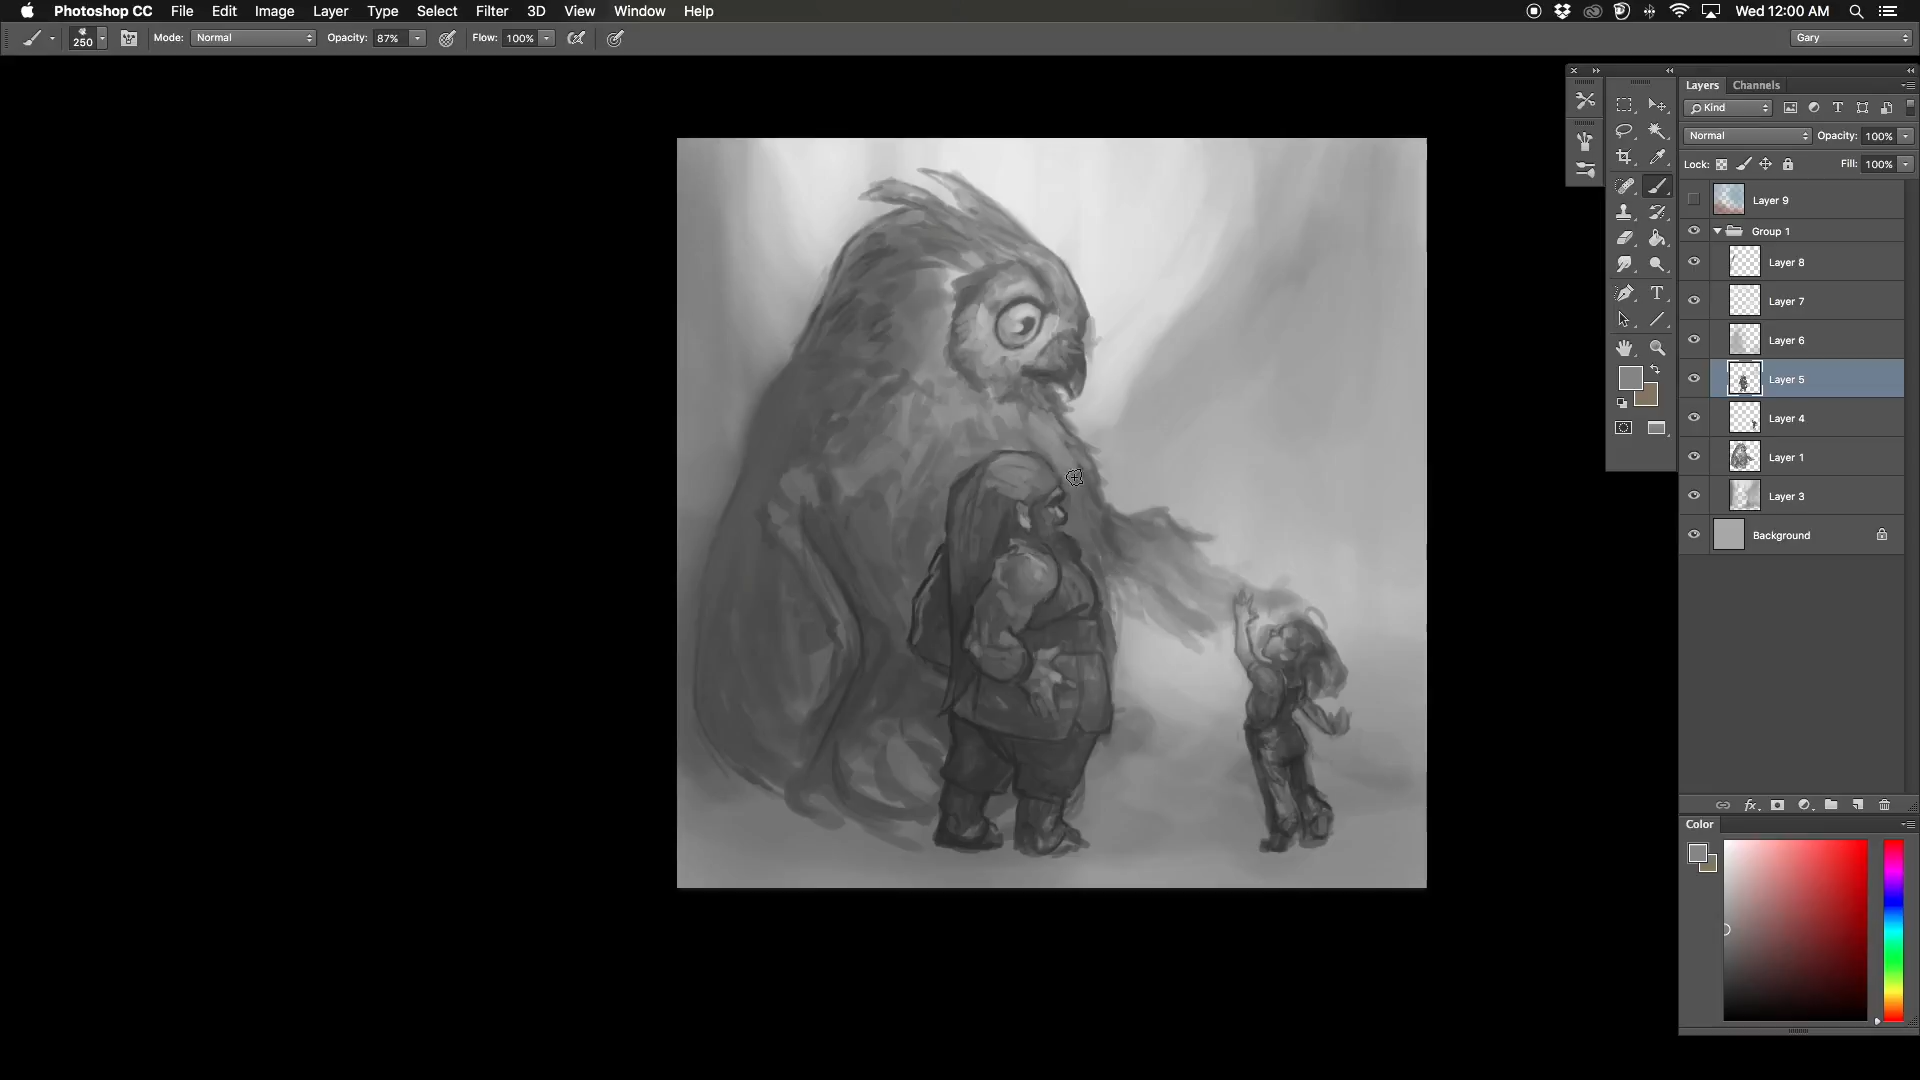 Photoshop CC File Edit Image Layer Type Select Filter 3D View Window Help Wed 12:00 AM
250 Mode: Normal Opacity: 87% Flow: 100% Gary
Layers Channels
Kind T
Normal Opacity: 100%
Lock: Fill: 100%
Layer 9
Group 1
Layer 8
Layer 7
Layer 6
Layer 5
Layer 4
Layer 1
Layer 3
Background
fx
Color